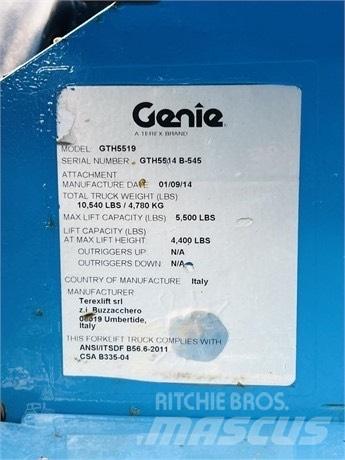 Genie
A TEREX BRAND
MODEL: GTH5519
SERIAL NUMBER: GTH5514 B-545
ATTACHMENT
MANUFACTURE DATE: 01/09/14
TOTAL TRUCK WEIGHT (LBS)
10,540 LBS / 4,780 KG
MAX LIFT CAPACITY (LBS) 5,500 LBS
LIFT CAPACITY (LBS)
AT MAX LIFT HEIGHT: 4,400 LBS
OUTRIGGERS UP: N/A
OUTRIGGERS DOWN: N/A
COUNTRY OF MANUFACTURE Italy
MANUFACTURER
Terexlift srl
z.i. Buzzacchero
06019 Umbertide,
Italy
THIS FORKLIFT TRUCK COMPLIES WITH
ANSI/ITSDF B56.6-2011
CSA B335-04
RITCHIE BROS.
MASCUS